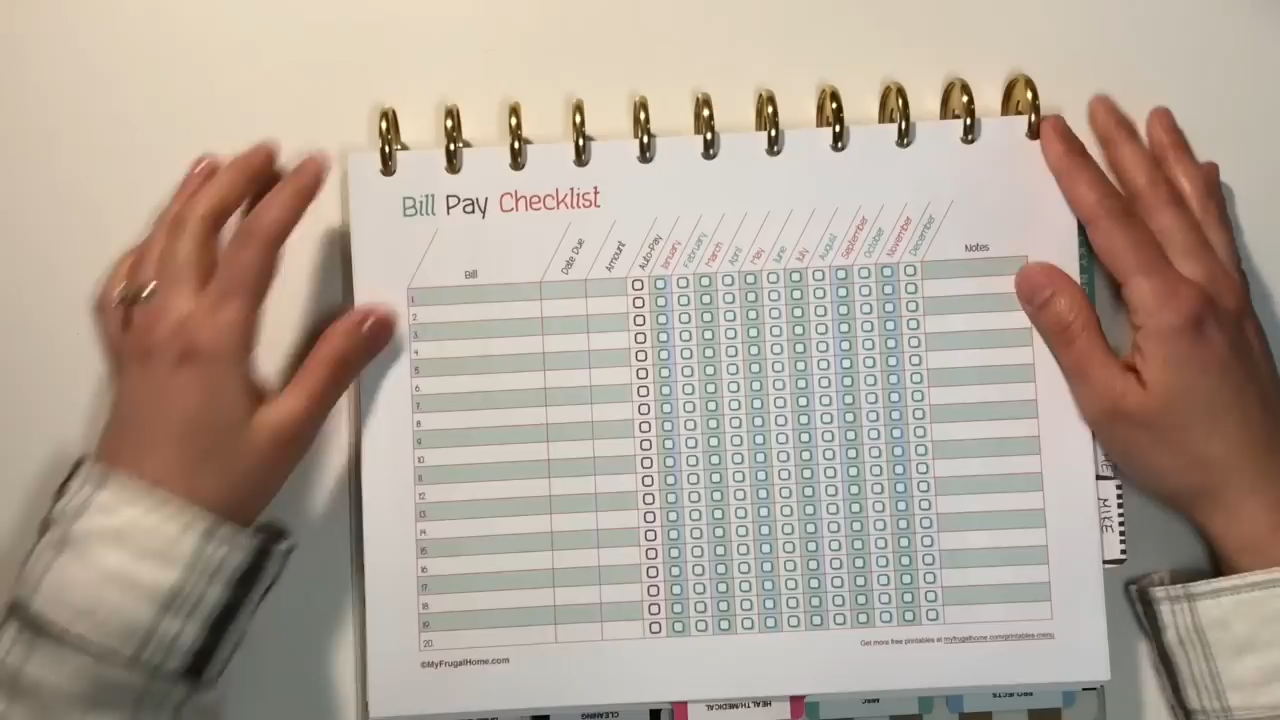 Bill Pay Checklist
Bill
Date Due
Amount
Auto-Pay
January
February
March
April
May
June
July
August
September
October
November
December
Notes
1.
2.
3.
4.
5.
6.
7.
8.
9.
10.
11.
12.
13.
14.
15.
16.
17.
18.
19.
20.
Get more free printables at myfrugalhome.com/printables-menu
©MyFrugalHome.com
MIKE
CLEANING
HEALTH/MEDICAL
MISC
PROJECTS